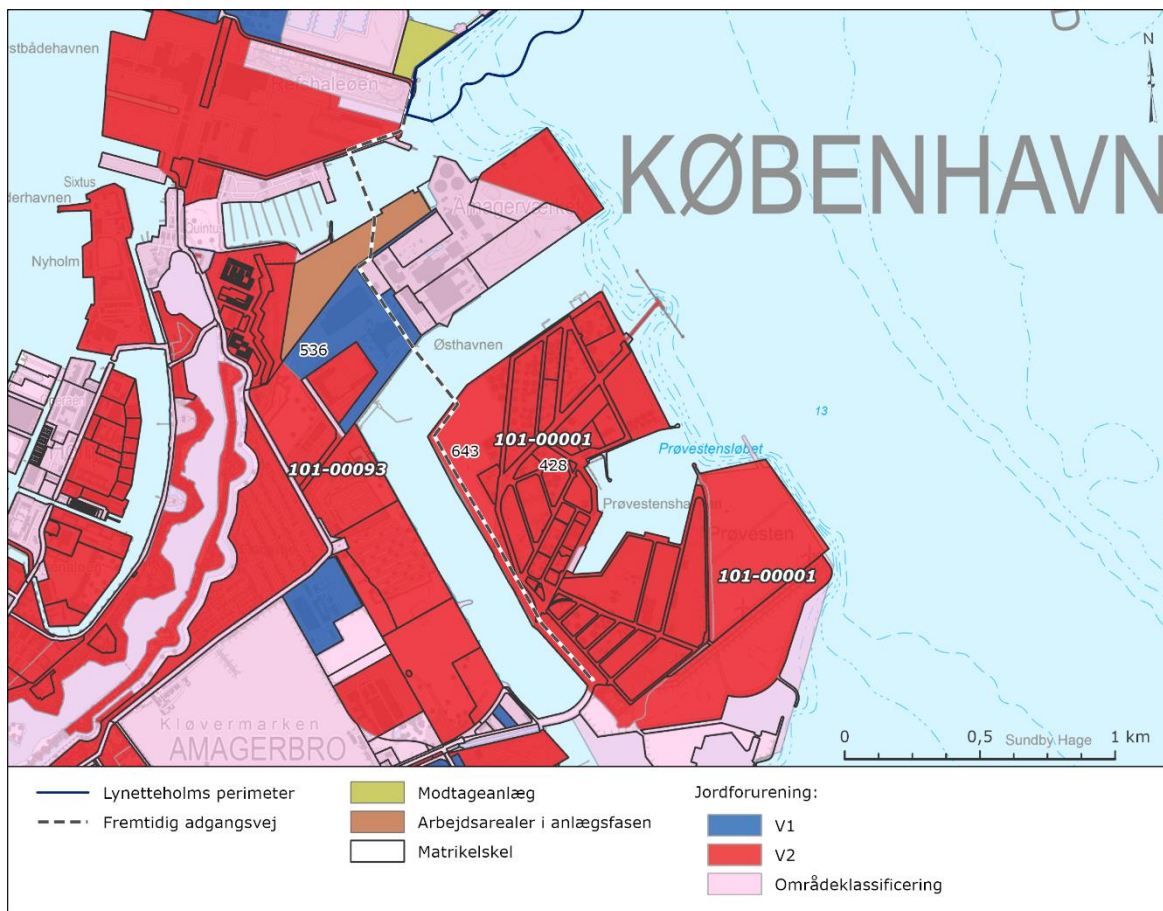 N
stbådehavnen
Refshaleøen
KØBENHAVN
Sixtus
derhavnen
Quintus
Amagerværket
Nyholm
Østhavnen
536
13
643
101-00001
428
Prøvestensløbet
101-00093
Prøvestenshavnen
Prøvesten
101-00001
Kløvermarken
AMAGERBRO
0 0,5 1 km
Sundby Hage
Lynetteholms perimeter
Fremtidig adgangsvej
Modtageanlæg
Arbejdsarealer i anlægsfasen
Matrikelskel
Jordforurening:
V1
V2
Områdeklassificering